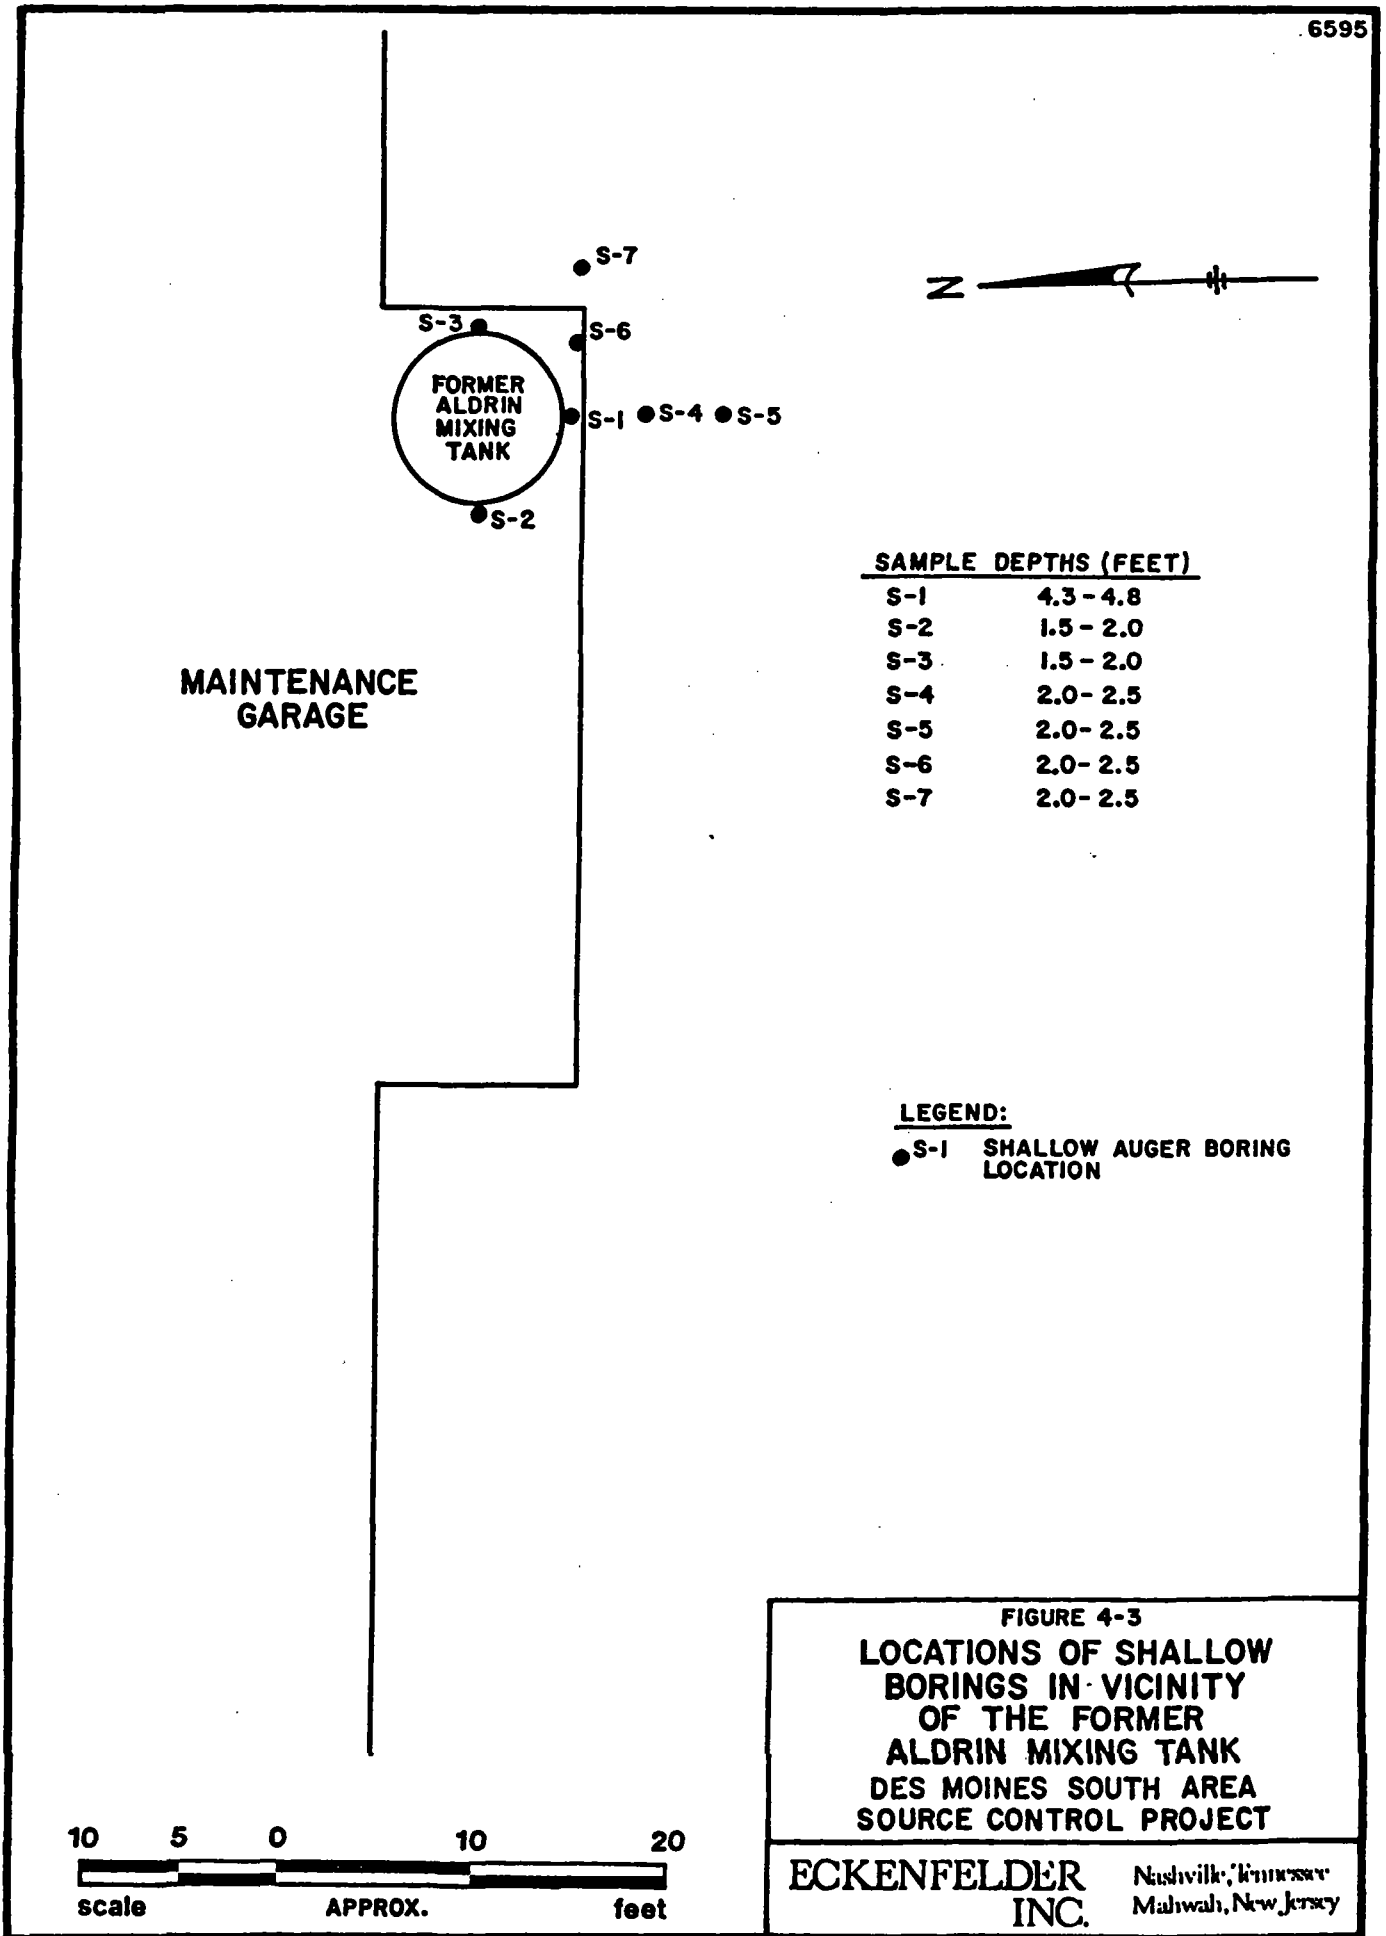 6595
S-7
S-3
S-6
FORMER
ALDRIN
MIXING
TANK
S-1
S-4
S-5
S-2
N
MAINTENANCE
GARAGE
SAMPLE DEPTHS (FEET)
S-1 4.3-4.8
S-2 1.5-2.0
S-3 1.5-2.0
S-4 2.0-2.5
S-5 2.0-2.5
S-6 2.0-2.5
S-7 2.0-2.5
LEGEND:
S-1 SHALLOW AUGER BORING
LOCATION
FIGURE 4-3
LOCATIONS OF SHALLOW
BORINGS IN VICINITY
OF THE FORMER
ALDRIN MIXING TANK
DES MOINES SOUTH AREA
SOURCE CONTROL PROJECT
10 5 0 10 20
scale APPROX. feet
ECKENFELDER
INC.
Nashville, Tennessee
Mahwah, New Jersey